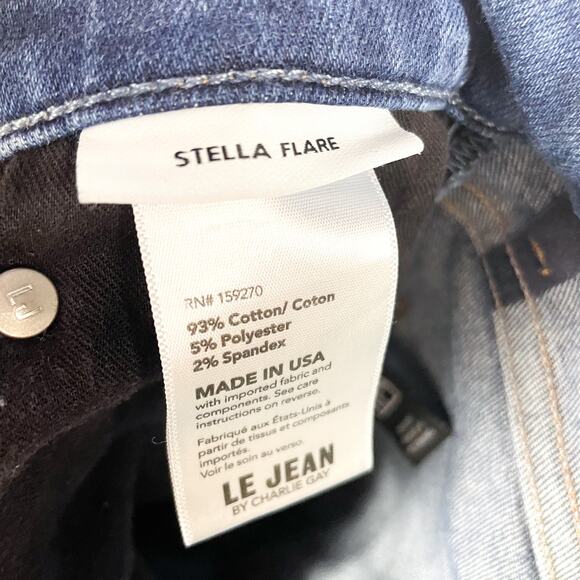 STELLA FLARE
RN# 159270
93% Cotton/ Coton
5% Polyester
2% Spandex
MADE IN USA
with imported fabric and
components. See care
instructions on reverse.
Fabriqué aux États-Unis à
partir de tissus et composants
importés.
Voir le soin au verso.
LE JEAN
BY CHARLIE GAY
LJ